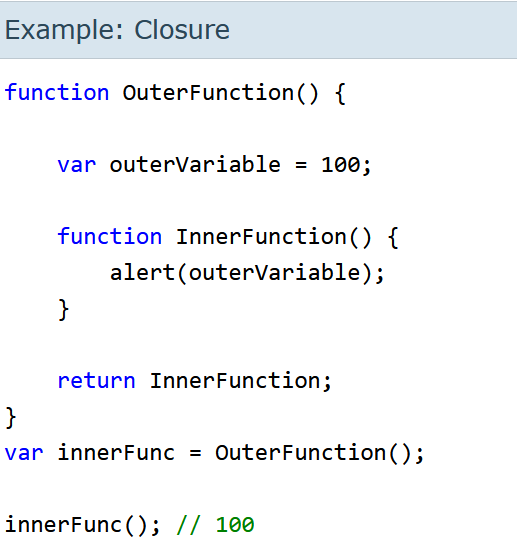 Example: Closure
function OuterFunction() {
    var outerVariable = 100;
    function InnerFunction() {
        alert(outerVariable);
    }
    return InnerFunction;
}
var innerFunc = OuterFunction();
innerFunc(); // 100